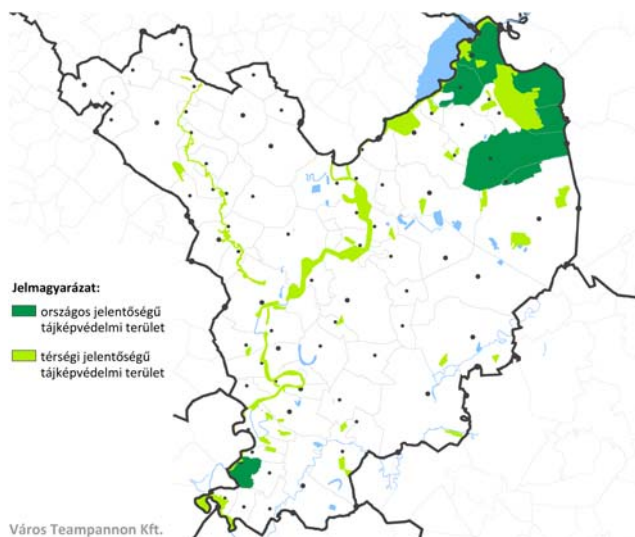 Jelmagyarázat:
országos jelentőségű
tájképvédelmi terület
térségi jelentőségű
tájképvédelmi terület
Város Teampannon Kft.